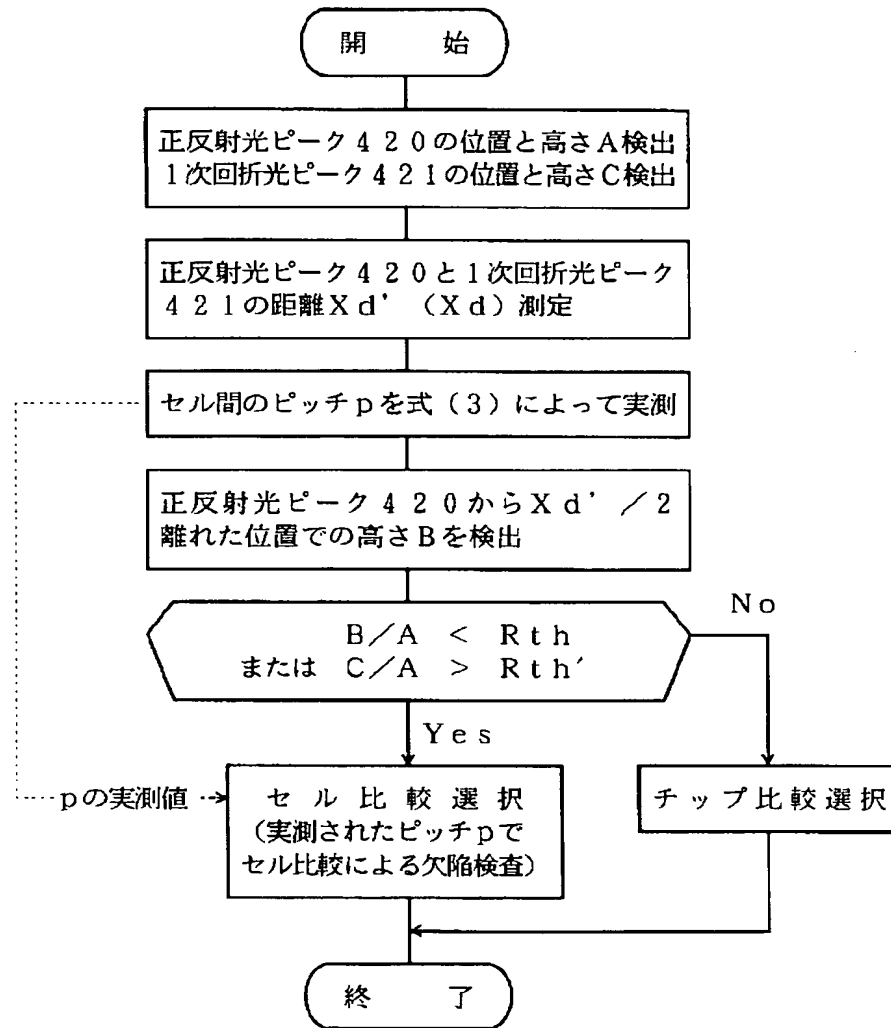 開 始
正反射光ピーク420の位置と高さA検出
1次回折光ピーク421の位置と高さC検出
正反射光ピーク420と1次回折光ピーク
421の距離Xd'(Xd)測定
セル間のピッチpを式(3)によって実測
正反射光ピーク420からXd'/2
離れた位置での高さBを検出
B/A < Rth
または C/A > Rth'
No
Yes
pの実測値
セル比較選択
(実測されたピッチpで
セル比較による欠陥検査)
チップ比較選択
終 了